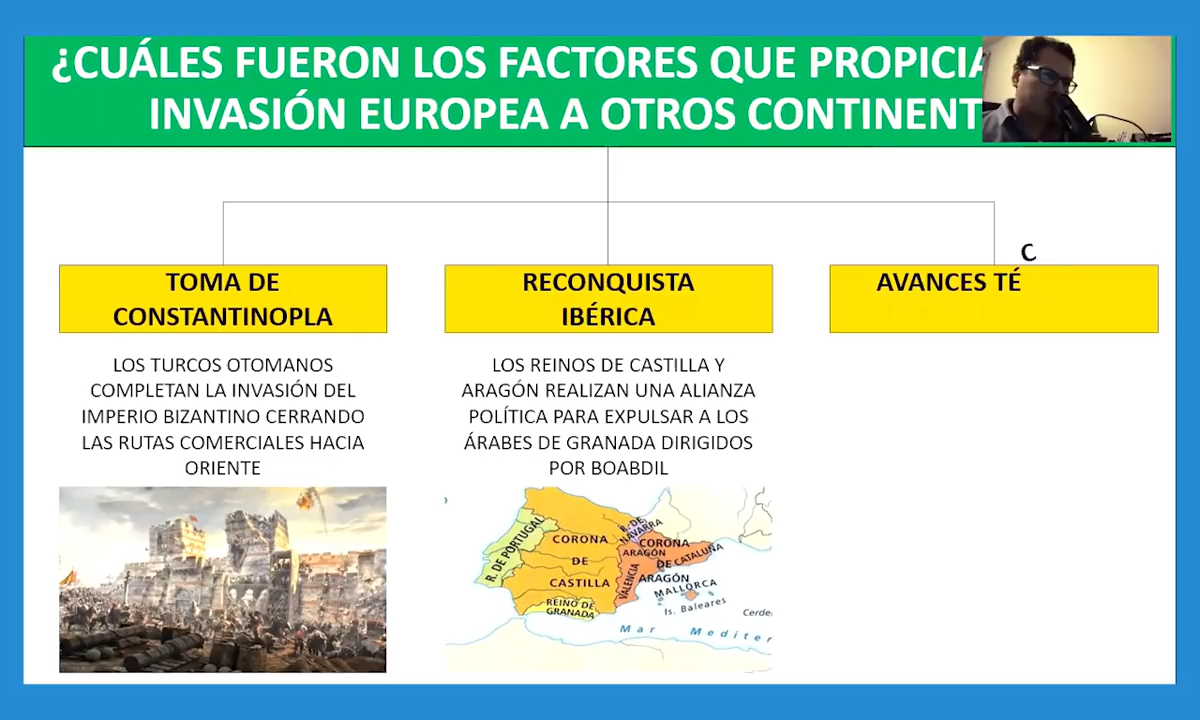 ¿CUÁLES FUERON LOS FACTORES QUE PROPICIA
INVASIÓN EUROPEA A OTROS CONTINENT
TOMA DE
CONSTANTINOPLA
LOS TURCOS OTOMANOS
COMPLETAN LA INVASIÓN DEL
IMPERIO BIZANTINO CERRANDO
LAS RUTAS COMERCIALES HACIA
ORIENTE
RECONQUISTA
IBÉRICA
LOS REINOS DE CASTILLA Y
ARAGÓN REALIZAN UNA ALIANZA
POLÍTICA PARA EXPULSAR A LOS
ÁRABES DE GRANADA DIRIGIDOS
POR BOABDIL
R. DE PORTUGAL
CORONA
DE
CASTILLA
REINO DE
GRANADA
R. DE
NAVARRA
CORONA
ARAGÓN
DE CATALUÑA
VALENCIA
ARAGÓN
MALLORCA
Is. Baleares
Cerde
Mar Mediter
C
AVANCES TÉ